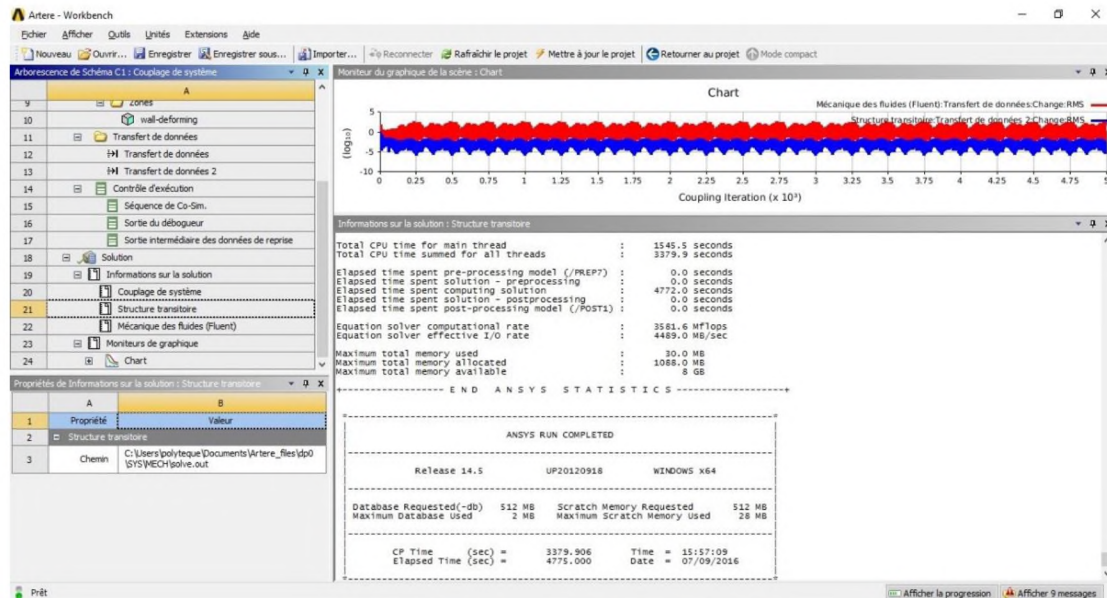 Artere - Workbench
Fichier Afficher Outils Unités Extensions Aide
Nouveau Ouvrir... Enregistrer Enregistrer sous... Importer... Reconnecter Rafraîchir le projet Mettre à jour le projet Retourner au projet Mode compact
Arborescence de Schéma C1 : Couplage de système
A
9 Zones
10 wall-deforming
11 Transfert de données
12 Transfert de données
13 Transfert de données 2
14 Contrôle d'exécution
15 Séquence de Co-Sim.
16 Sortie du débogueur
17 Sortie intermédiaire des données de reprise
18 Solution
19 Informations sur la solution
20 Couplage de système
21 Structure transitoire
22 Mécanique des fluides (Fluent)
23 Moniteurs de graphique
24 Chart
Propriétés de Informations sur la solution : Structure transitoire
A B
1 Propriété Valeur
2 Structure transitoire
3 Chemin C:\Users\polyteque\Documents\Artere_files\dp0
\SYS\MECH\solve.out
Moniteur du graphique de la scène : Chart
Chart
Mécanique des fluides (Fluent):Transfert de données:Change:RMS
Structure transitoire:Transfert de données 2:Change:RMS
(log₁₀)
5
0
-5
-10
0 0.25 0.5 0.75 1 1.25 1.5 1.75 2 2.25 2.5 2.75 3 3.25 3.5 3.75 4 4.25 4.5 4.75 5
Coupling Iteration (x 10³)
Informations sur la solution : Structure transitoire
Total CPU time for main thread : 1545.5 seconds
Total CPU time summed for all threads : 3379.9 seconds
Elapsed time spent pre-processing model (/PREP7) : 0.0 seconds
Elapsed time spent solution - preprocessing : 0.0 seconds
Elapsed time spent computing solution : 4772.0 seconds
Elapsed time spent solution - postprocessing : 0.0 seconds
Elapsed time spent post-processing model (/POST1) : 0.0 seconds
Equation solver computational rate : 3581.6 Mflops
Equation solver effective I/O rate : 4489.0 MB/sec
Maximum total memory used : 30.0 MB
Maximum total memory allocated : 1088.0 MB
Maximum total memory available : 8 GB
+------------------ E N D A N S Y S S T A T I S T I C S -------------------+
ANSYS RUN COMPLETED
Release 14.5 UP20120918 WINDOWS x64
Database Requested(-db) 512 MB Scratch Memory Requested 512 MB
Maximum Database Used 2 MB Maximum Scratch Memory Used 28 MB
CP Time (sec) = 3379.906 Time = 15:57:09
Elapsed Time (sec) = 4775.000 Date = 07/09/2016
Prêt
Afficher la progression Afficher 9 messages